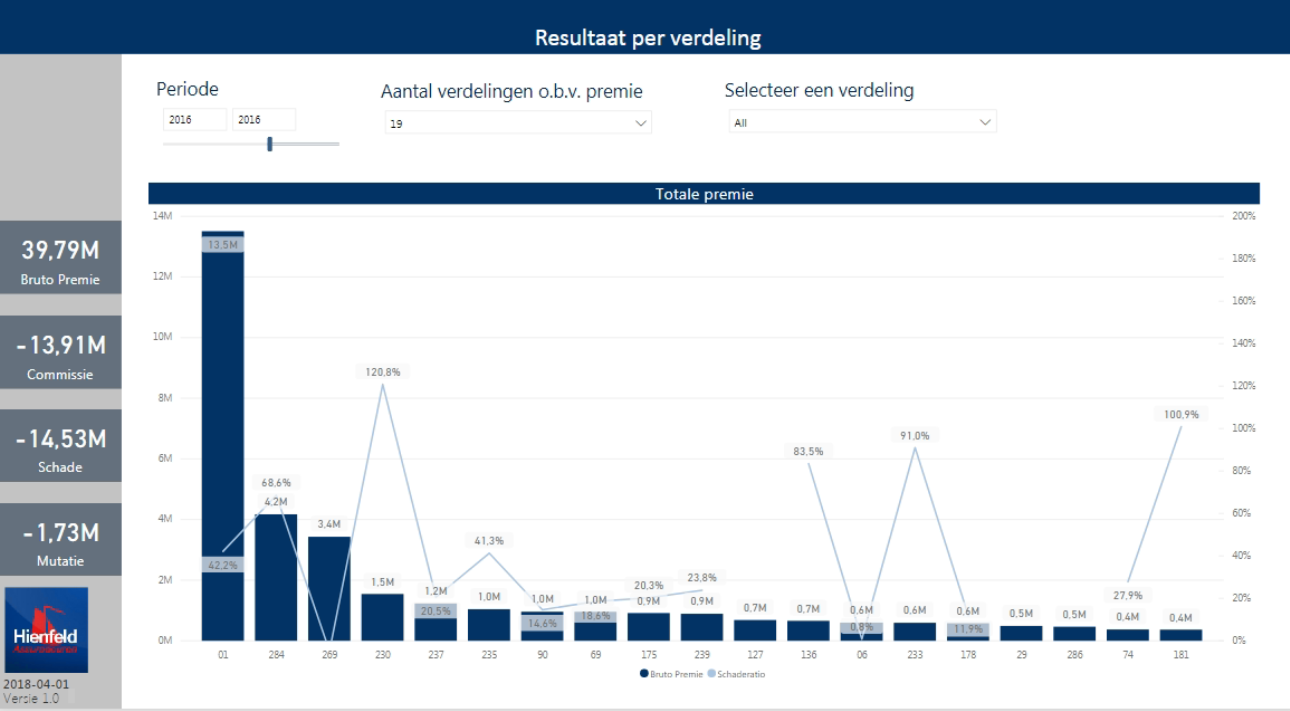 Resultaat per verdeling
Periode
2016 2016
Aantal verdelingen o.b.v. premie
19
Selecteer een verdeling
All
39,79M
Bruto Premie
-13,91M
Commissie
-14,53M
Schade
-1,73M
Mutatie
Hienfeld
Assuradeuren
2018-04-01
Versie 1.0
Totale premie
14M
12M
10M
8M
6M
4M
2M
0M
200%
180%
160%
140%
120%
100%
80%
60%
40%
20%
0%
13.5M
42.2%
68,6%
4,2M
3,4M
120,8%
1,5M
1,2M
20,5%
41,3%
1.0M
1,0M
14.6%
1,0M
18,6%
20,3%
0,9M
23,8%
0,9M
0.7M
83,5%
0,7M
0,6M
0,8%
91,0%
0,6M
0,6M
11,9%
0.5M
0,5M
27,9%
0,4M
100,9%
0,4M
01 284 269 230 237 235 90 69 175 239 127 136 06 233 178 29 286 74 181
Bruto Premie Schaderatio